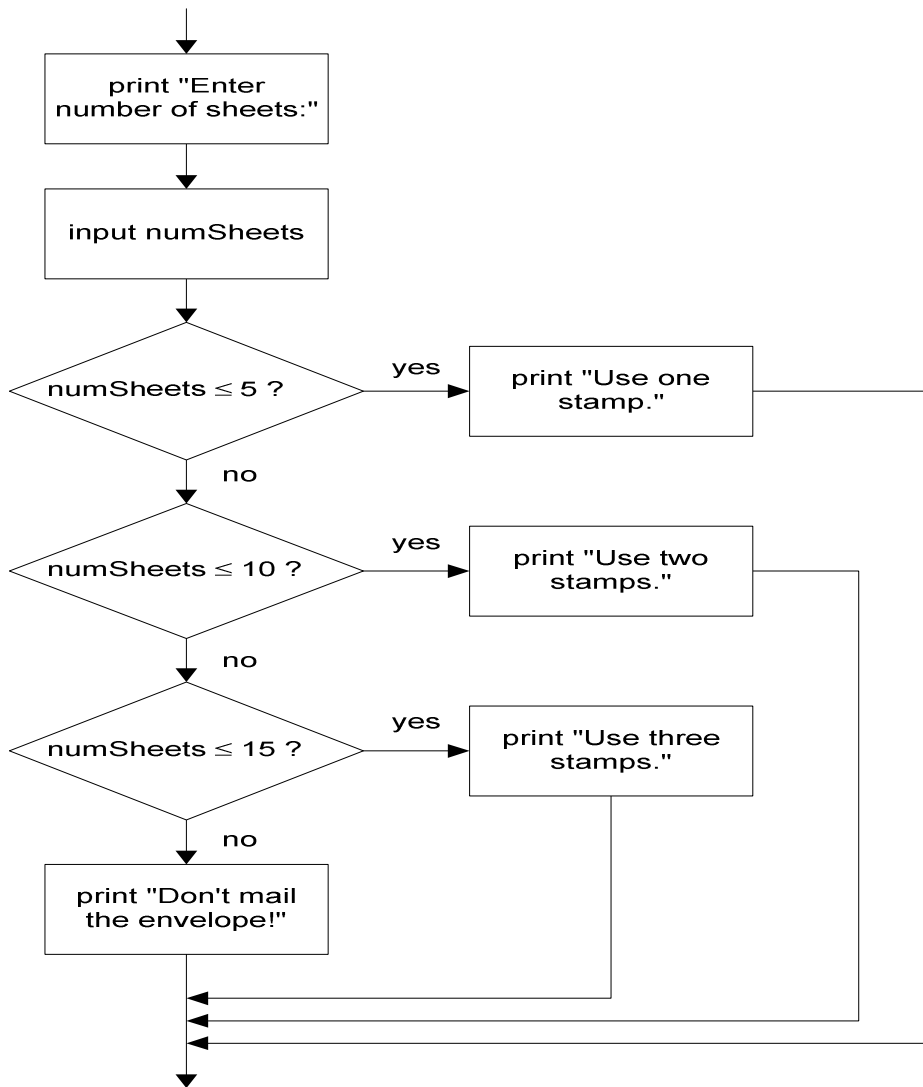 print "Enter
number of sheets:"
input numSheets
numSheets ≤ 5 ?
yes
print "Use one
stamp."
no
numSheets ≤ 10 ?
yes
print "Use two
stamps."
no
numSheets ≤ 15 ?
yes
print "Use three
stamps."
no
print "Don't mail
the envelope!"